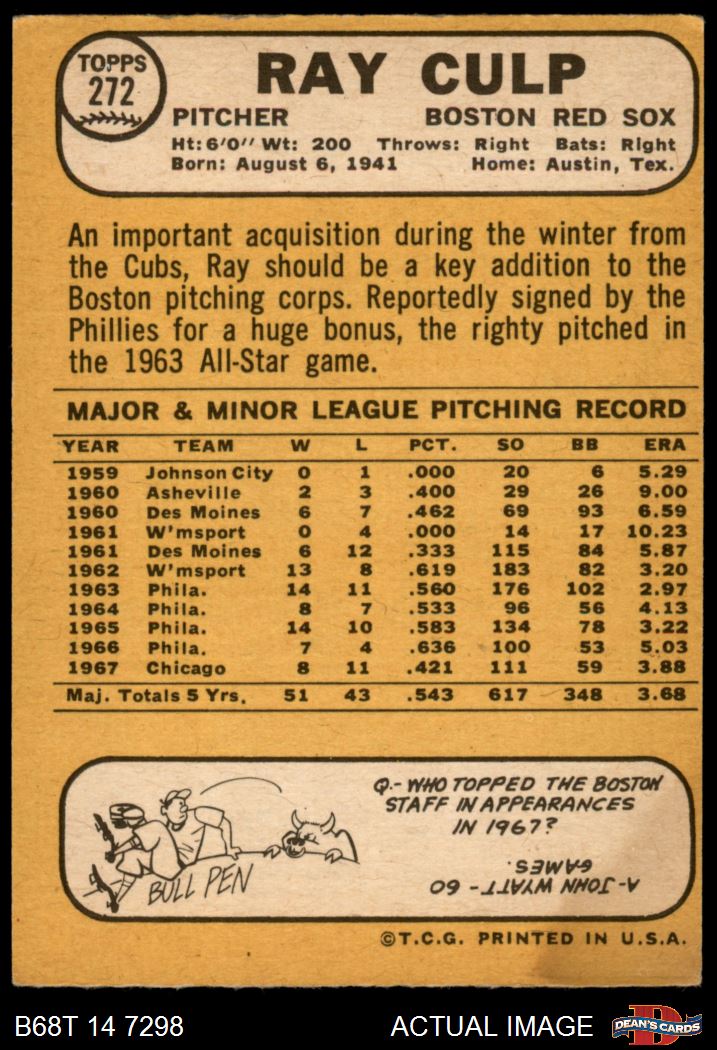 TOPPS
272
RAY CULP
PITCHER BOSTON RED SOX
Ht: 6'0" Wt: 200 Throws: Right Bats: Right
Born: August 6, 1941 Home: Austin, Tex.
An important acquisition during the winter from
the Cubs, Ray should be a key addition to the
Boston pitching corps. Reportedly signed by the
Phillies for a huge bonus, the righty pitched in
the 1963 All-Star game.
MAJOR & MINOR LEAGUE PITCHING RECORD
YEAR TEAM W L PCT. SO BB ERA
1959 Johnson City 0 1 .000 20 6 5.29
1960 Asheville 2 3 .400 29 26 9.00
1960 Des Moines 6 7 .462 69 93 6.59
1961 W'msport 0 4 .000 14 17 10.23
1961 Des Moines 6 12 .333 115 84 5.87
1962 W'msport 13 8 .619 183 82 3.20
1963 Phila. 14 11 .560 176 102 2.97
1964 Phila. 8 7 .533 96 56 4.13
1965 Phila. 14 10 .583 134 78 3.22
1966 Phila. 7 4 .636 100 53 5.03
1967 Chicago 8 11 .421 111 59 3.88
Maj. Totals 5 Yrs. 51 43 .543 617 348 3.68
Q.- WHO TOPPED THE BOSTON
STAFF IN APPEARANCES
IN 1967?
A-JOHN WYATT- 60
GAMES.
BULL PEN
©T.C.G. PRINTED IN U.S.A.
B68T 14 7298 ACTUAL IMAGE
D
DEAN'S CARDS